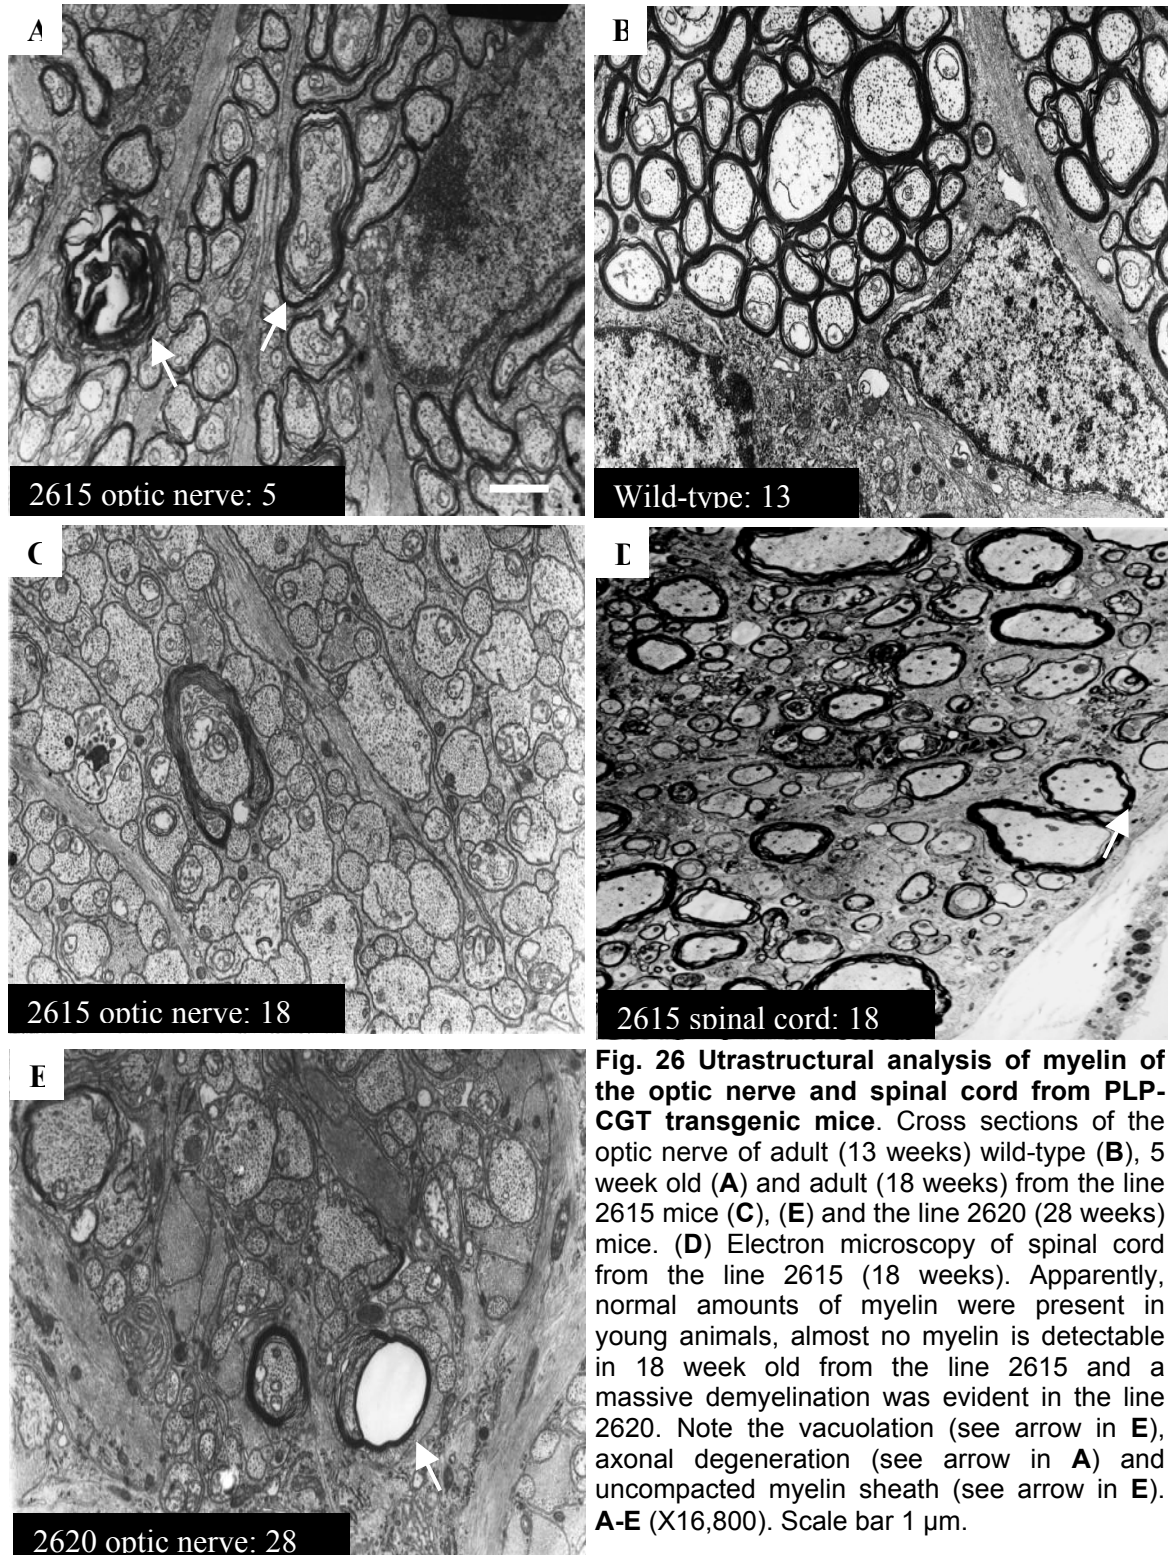 A
B
2615 optic nerve: 5
Wild-type: 13
C
D
2615 optic nerve: 18
2615 spinal cord: 18
E
2620 optic nerve: 28
Fig. 26 Utrastructural analysis of myelin of
the optic nerve and spinal cord from PLP-
CGT transgenic mice. Cross sections of the
optic nerve of adult (13 weeks) wild-type (B), 5
week old (A) and adult (18 weeks) from the line
2615 mice (C), (E) and the line 2620 (28 weeks)
mice. (D) Electron microscopy of spinal cord
from the line 2615 (18 weeks). Apparently,
normal amounts of myelin were present in
young animals, almost no myelin is detectable
in 18 week old from the line 2615 and a
massive demyelination was evident in the line
2620. Note the vacuolation (see arrow in E),
axonal degeneration (see arrow in A) and
uncompacted myelin sheath (see arrow in E).
A-E (X16,800). Scale bar 1 µm.